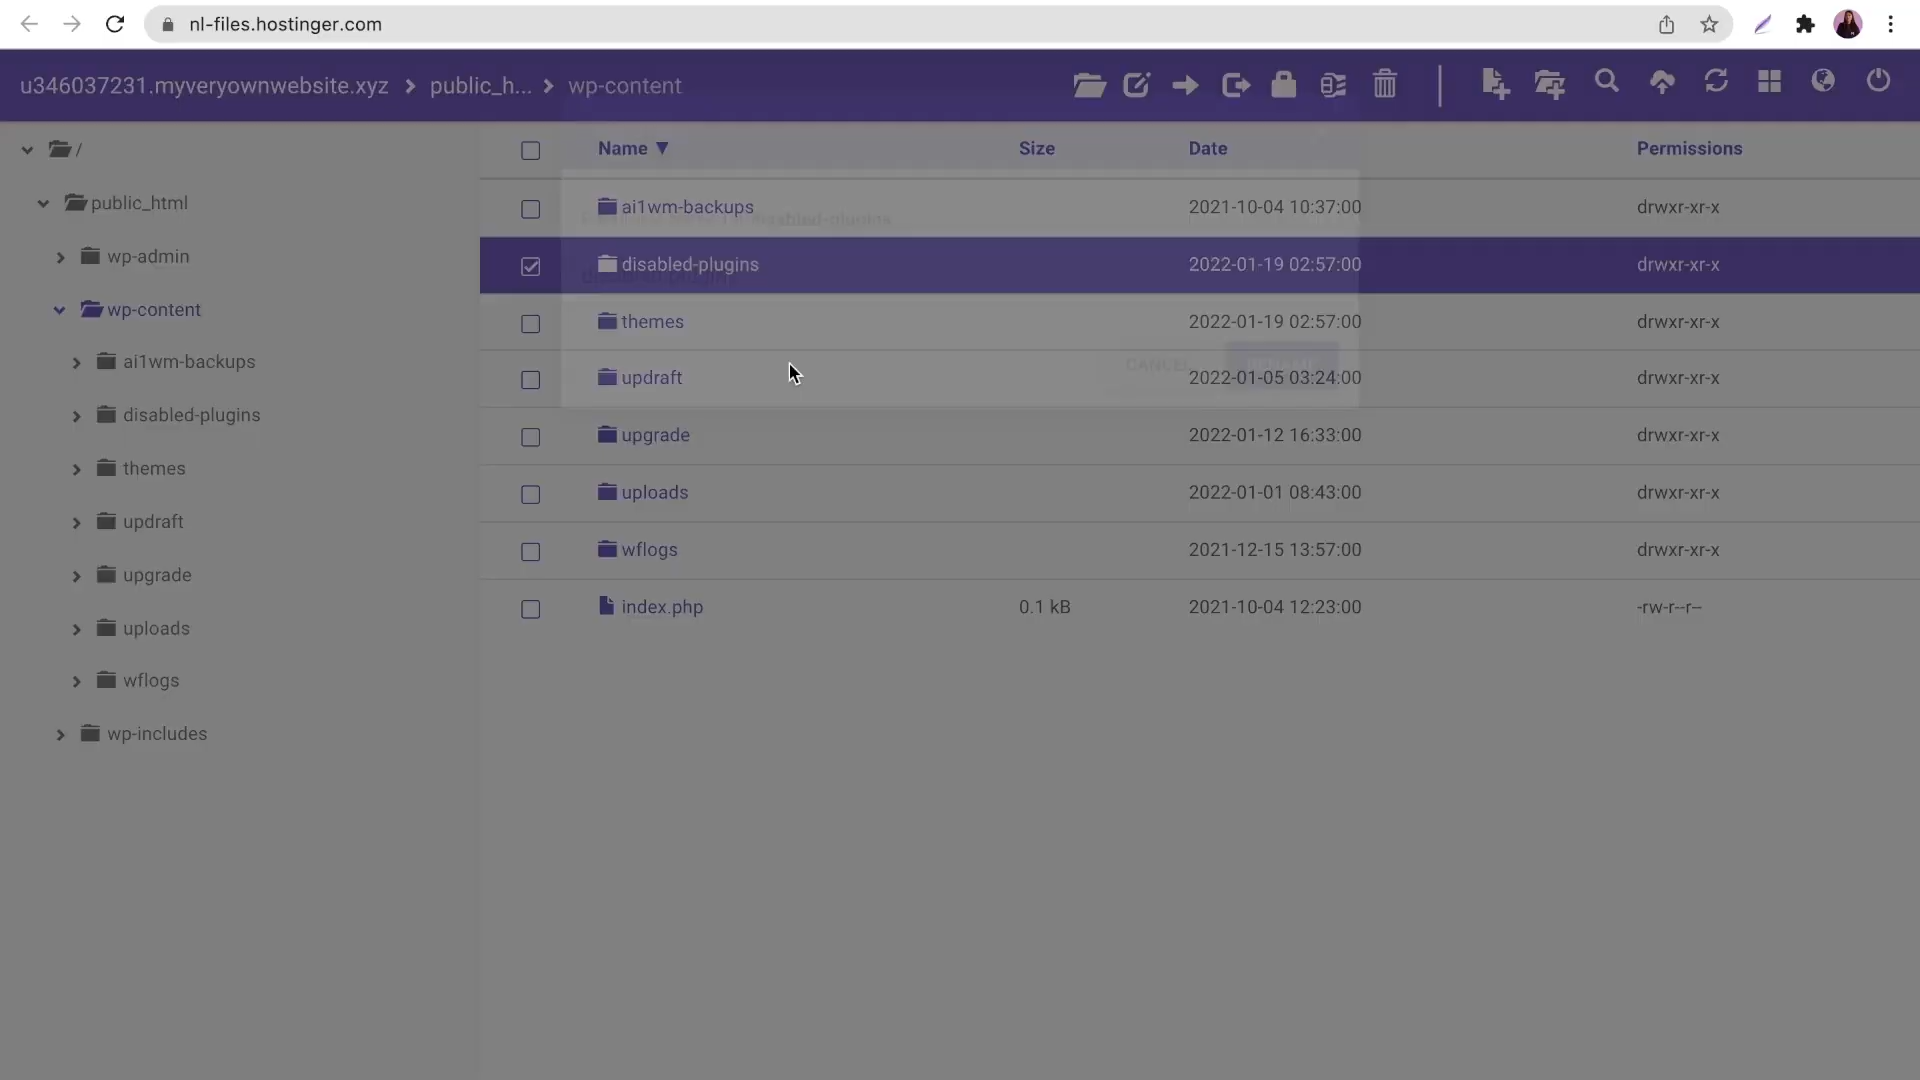 nl-files.hostinger.com
u346037231.myveryownwebsite.xyz public_h... wp-content
/
public_html
wp-admin
wp-content
ai1wm-backups
disabled-plugins
themes
updraft
upgrade
uploads
wflogs
wp-includes
Name ▼ Size Date Permissions
ai1wm-backups 2021-10-04 10:37:00 drwxr-xr-x
disabled-plugins
disabled-plugins 2022-01-19 02:57:00 drwxr-xr-x
themes 2022-01-19 02:57:00 drwxr-xr-x
CANCEL
updraft 2022-01-05 03:24:00 drwxr-xr-x
upgrade 2022-01-12 16:33:00 drwxr-xr-x
uploads 2022-01-01 08:43:00 drwxr-xr-x
wflogs 2021-12-15 13:57:00 drwxr-xr-x
index.php 0.1 kB 2021-10-04 12:23:00 -rw-r--r--